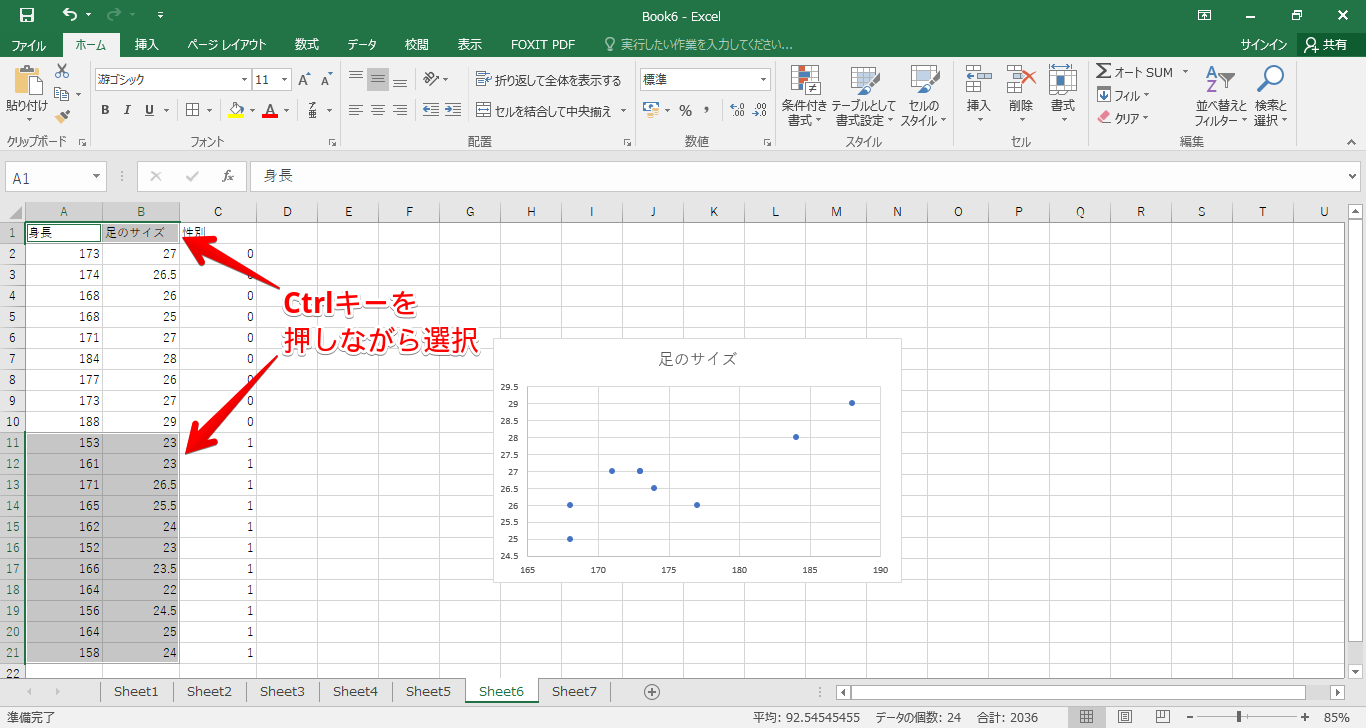 Book6 - Excel
ファイル ホーム 挿入 ページ レイアウト 数式 データ 校閲 表示 FOXIT PDF 実行したい作業を入力してください... サインイン 共有
貼り付け
クリップボード
游ゴシック 11
B I U
フォント
折り返して全体を表示する
セルを結合して中央揃え
配置
標準
% ,
数値
条件付き 書式
テーブルとして 書式設定
セルの スタイル
スタイル
挿入 削除 書式
セル
Σ オート SUM
フィル
クリア
並べ替えと フィルター
検索と 選択
編集
A1 fx 身長
A B C D E F G H I J K L M N O P Q R S T U
1 身長 足のサイズ 性別
2 173 27 0
3 174 26.5
4 168 26 0
5 168 25 0
6 171 27 0
7 184 28 0
8 177 26 0
9 173 27 0
10 188 29 0
11 153 23 1
12 161 23 1
13 171 26.5 1
14 165 25.5 1
15 162 24 1
16 152 23 1
17 166 23.5 1
18 164 22 1
19 156 24.5 1
20 164 25 1
21 158 24 1
22
Ctrlキーを
押しながら選択
足のサイズ
29.5
29
28.5
28
27.5
27
26.5
26
25.5
25
24.5
165 170 175 180 185 190
Sheet1 Sheet2 Sheet3 Sheet4 Sheet5 Sheet6 Sheet7
準備完了 平均: 92.54545455 データの個数: 24 合計: 2036 85%